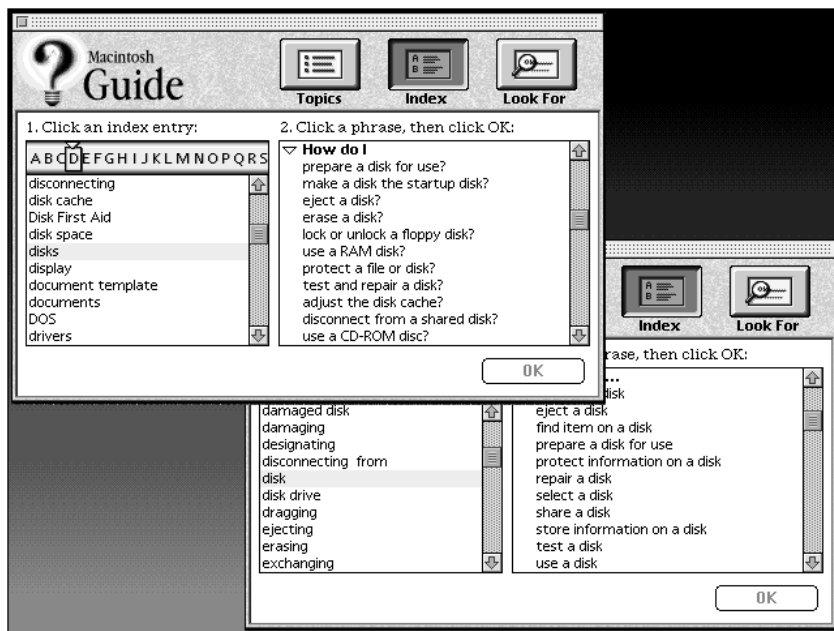 Macintosh
Guide
Topics
Index
Look For
1. Click an index entry:
A B C D E F G H I J K L M N O P Q R S
disconnecting
disk cache
Disk First Aid
disk space
disks
display
document template
documents
DOS
drivers
2. Click a phrase, then click OK:
How do I
prepare a disk for use?
make a disk the startup disk?
eject a disk?
erase a disk?
lock or unlock a floppy disk?
use a RAM disk?
protect a file or disk?
test and repair a disk?
adjust the disk cache?
disconnect from a shared disk?
use a CD-ROM disc?
OK
Index
Look For
damaged disk
damaging
designating
disconnecting from
disk
disk drive
dragging
ejecting
erasing
exchanging
rase, then click OK:
...
disk
eject a disk
find item on a disk
prepare a disk for use
protect information on a disk
repair a disk
select a disk
share a disk
store information on a disk
test a disk
use a disk
OK